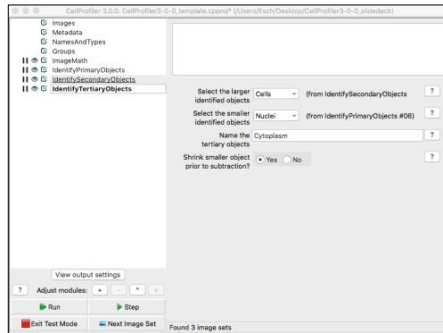 CellProfiler 3.0.0: CellProfiler3-0-0_template.cpproj* (/Users/Esch/Desktop/CellProfiler3-0-0_slidedeck)
Images
Metadata
NamesAndTypes
Groups
ImageMath
IdentifyPrimaryObjects
IdentifySecondaryObjects
IdentifyTertiaryObjects
Select the larger identified objects Cells (from IdentifySecondaryObjects ?
Select the smaller identified objects Nuclei (from IdentifyPrimaryObjects #06) ?
Name the tertiary objects Cytoplasm ?
Shrink smaller object prior to subtraction? Yes No ?
View output settings
? Adjust modules: + - ^ v
Run Step
Exit Test Mode Next Image Set
Found 3 image sets